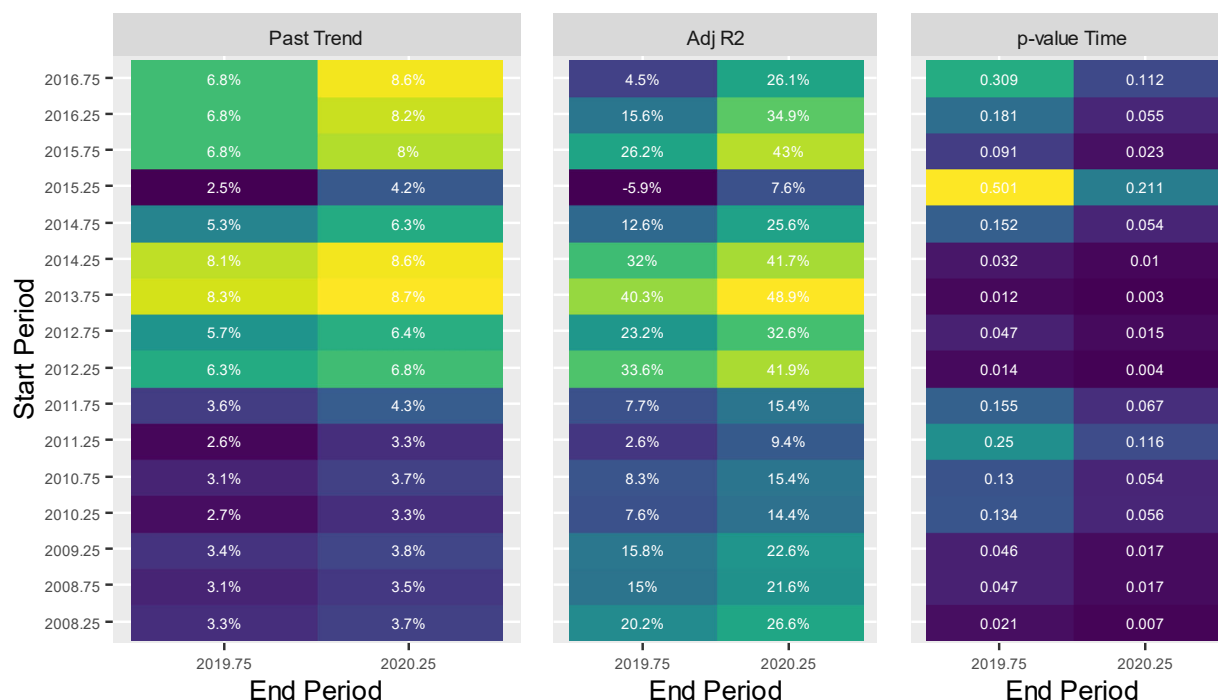 Past Trend Adj R2 p-value Time
2016.75 6.8% 8.6% 4.5% 26.1% 0.309 0.112
2016.25 6.8% 8.2% 15.6% 34.9% 0.181 0.055
2015.75 6.8% 8% 26.2% 43% 0.091 0.023
2015.25 2.5% 4.2% -5.9% 7.6% 0.501 0.211
2014.75 5.3% 6.3% 12.6% 25.6% 0.152 0.054
2014.25 8.1% 8.6% 32% 41.7% 0.032 0.01
2013.75 8.3% 8.7% 40.3% 48.9% 0.012 0.003
2012.75 5.7% 6.4% 23.2% 32.6% 0.047 0.015
2012.25 6.3% 6.8% 33.6% 41.9% 0.014 0.004
2011.75 3.6% 4.3% 7.7% 15.4% 0.155 0.067
2011.25 2.6% 3.3% 2.6% 9.4% 0.25 0.116
2010.75 3.1% 3.7% 8.3% 15.4% 0.13 0.054
2010.25 2.7% 3.3% 7.6% 14.4% 0.134 0.056
2009.25 3.4% 3.8% 15.8% 22.6% 0.046 0.017
2008.75 3.1% 3.5% 15% 21.6% 0.047 0.017
2008.25 3.3% 3.7% 20.2% 26.6% 0.021 0.007
Start Period
2019.75 2020.25 2019.75 2020.25 2019.75 2020.25
End Period End Period End Period